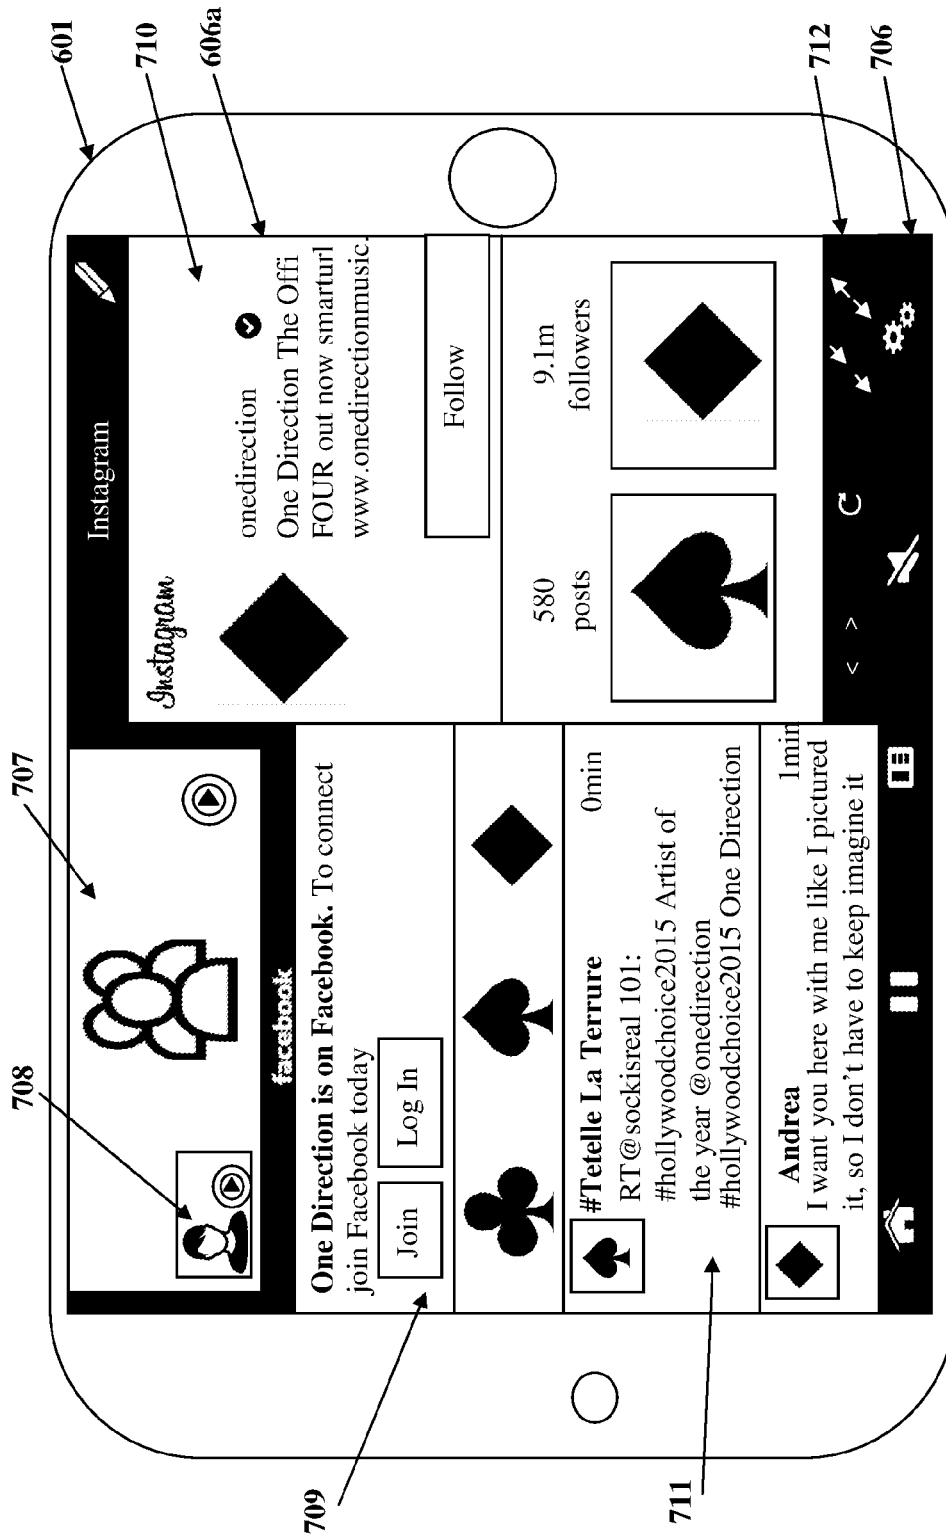 601
710
606a
712
706
707
708
709
711
Instagram
Instagram
onedirection
One Direction The Offi
FOUR out now smarturl
www.onedirectionmusic.
Follow
580
posts
9.1m
followers
< >
facebook
One Direction is on Facebook. To connect
join Facebook today
Join
Log In
#Tetelle La Terrure 0min
RT@sockisreal 101:
#hollywoodchoice2015 Artist of
the year @onedirection
#hollywoodchoice2015 One Direction
Andrea 1min
I want you here with me like I pictured
it, so I don't have to keep imagine it